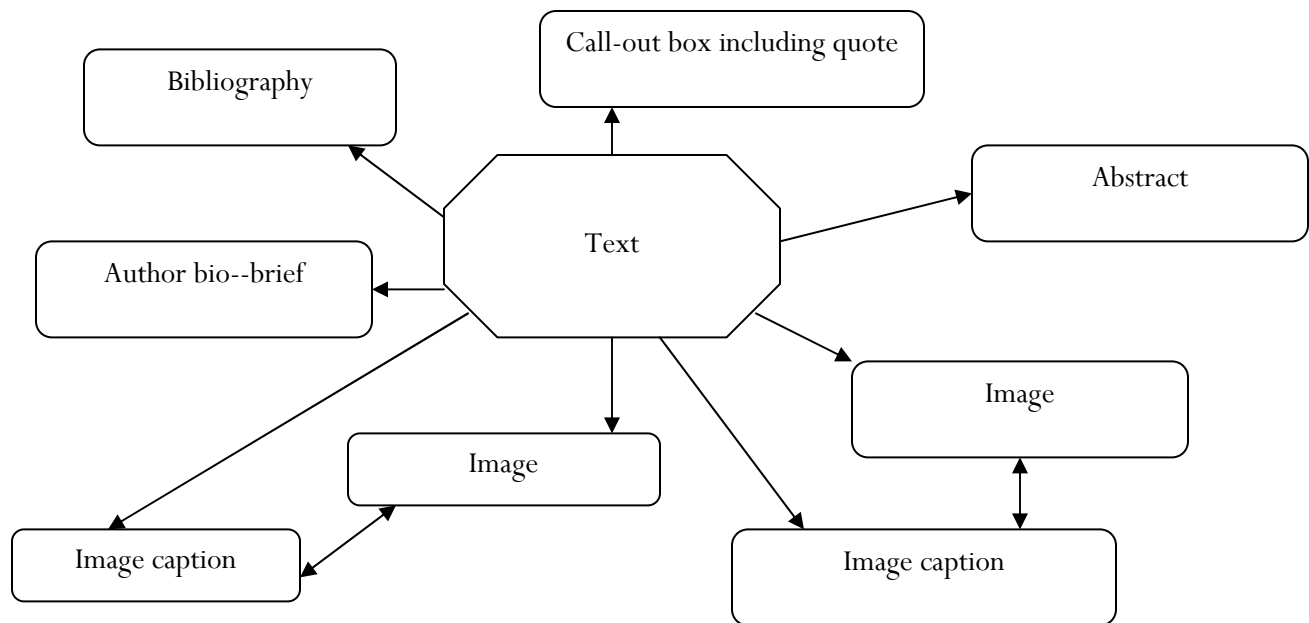 Call-out box including quote
Bibliography
Abstract
Text
Author bio--brief
Image
Image
Image caption
Image caption